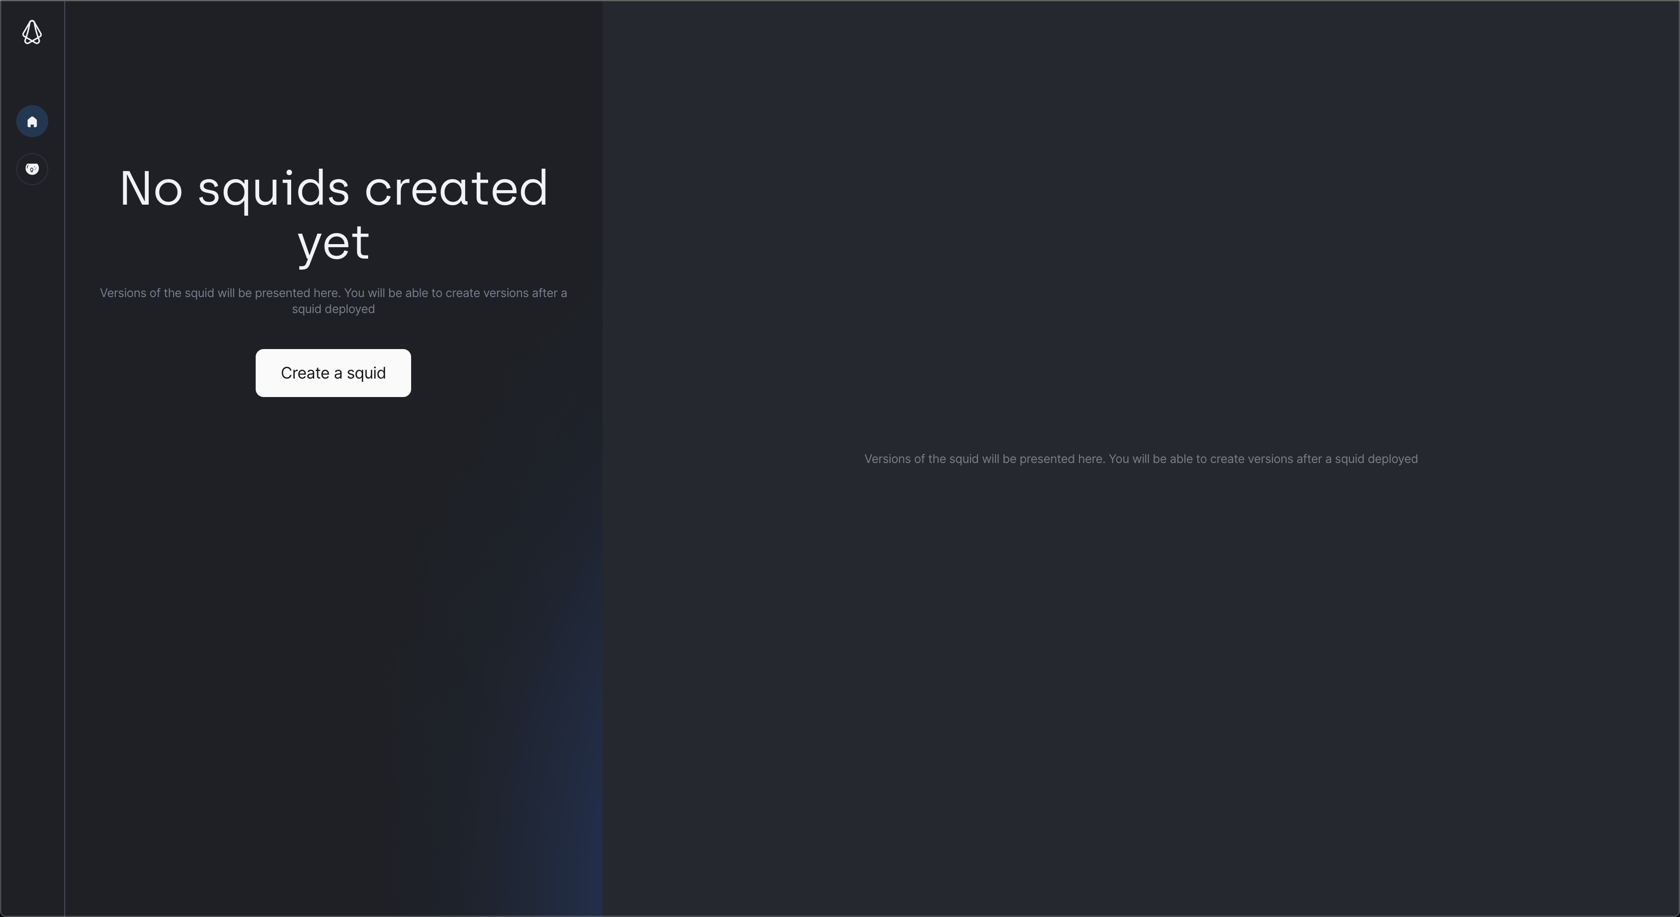 No squids created
yet
Versions of the squid will be presented here. You will be able to create versions after a
squid deployed
Create a squid
Versions of the squid will be presented here. You will be able to create versions after a squid deployed